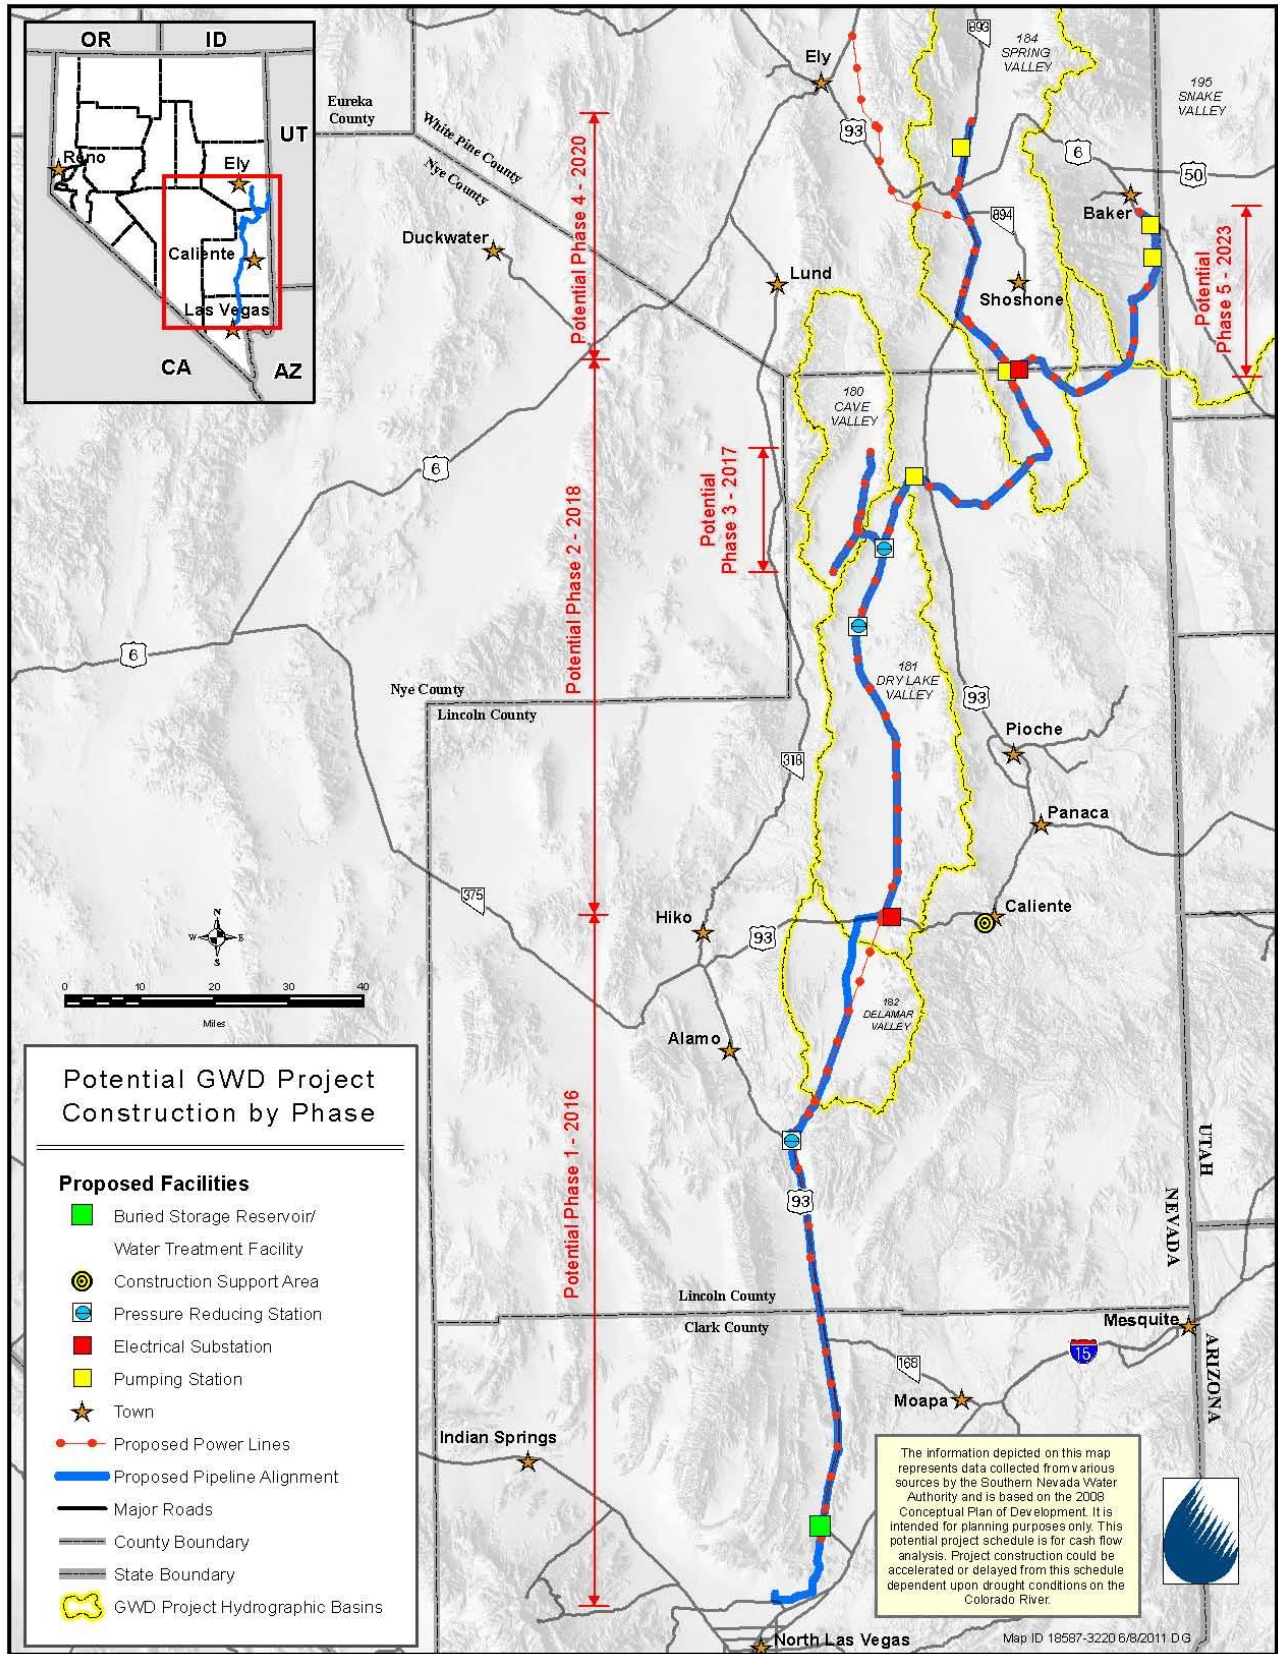 OR
ID
UT
Reno
Ely
Caliente
Las Vegas
CA
AZ
Eureka
County
White Pine County
Nye County
Ely
93
893
184
SPRING
VALLEY
195
SNAKE
VALLEY
6
50
Baker
894
Shoshone
Duckwater
Lund
Potential Phase 4 - 2020
Potential
Phase 5 - 2023
180
CAVE
VALLEY
6
Potential
Phase 3 - 2017
Potential Phase 2 - 2018
6
181
DRY LAKE
VALLEY
93
Nye County
Lincoln County
Pioche
318
Panaca
375
Hiko
93
Caliente
N
W
E
S
0
10
20
30
40
Miles
182
DELAMAR
VALLEY
Alamo
Potential Phase 1 - 2016
93
UTAH
NEVADA
ARIZONA
Lincoln County
Clark County
Mesquite
15
168
Moapa
Indian Springs
North Las Vegas
Potential GWD Project
Construction by Phase
Proposed Facilities
Buried Storage Reservoir/
Water Treatment Facility
Construction Support Area
Pressure Reducing Station
Electrical Substation
Pumping Station
Town
Proposed Power Lines
Proposed Pipeline Alignment
Major Roads
County Boundary
State Boundary
GWD Project Hydrographic Basins
The information depicted on this map
represents data collected from various
sources by the Southern Nevada Water
Authority and is based on the 2008
Conceptual Plan of Development. It is
intended for planning purposes only. This
potential project schedule is for cash flow
analysis. Project construction could be
accelerated or delayed from this schedule
dependent upon drought conditions on the
Colorado River.
Map ID 18587-3220 6/8/2011 DG